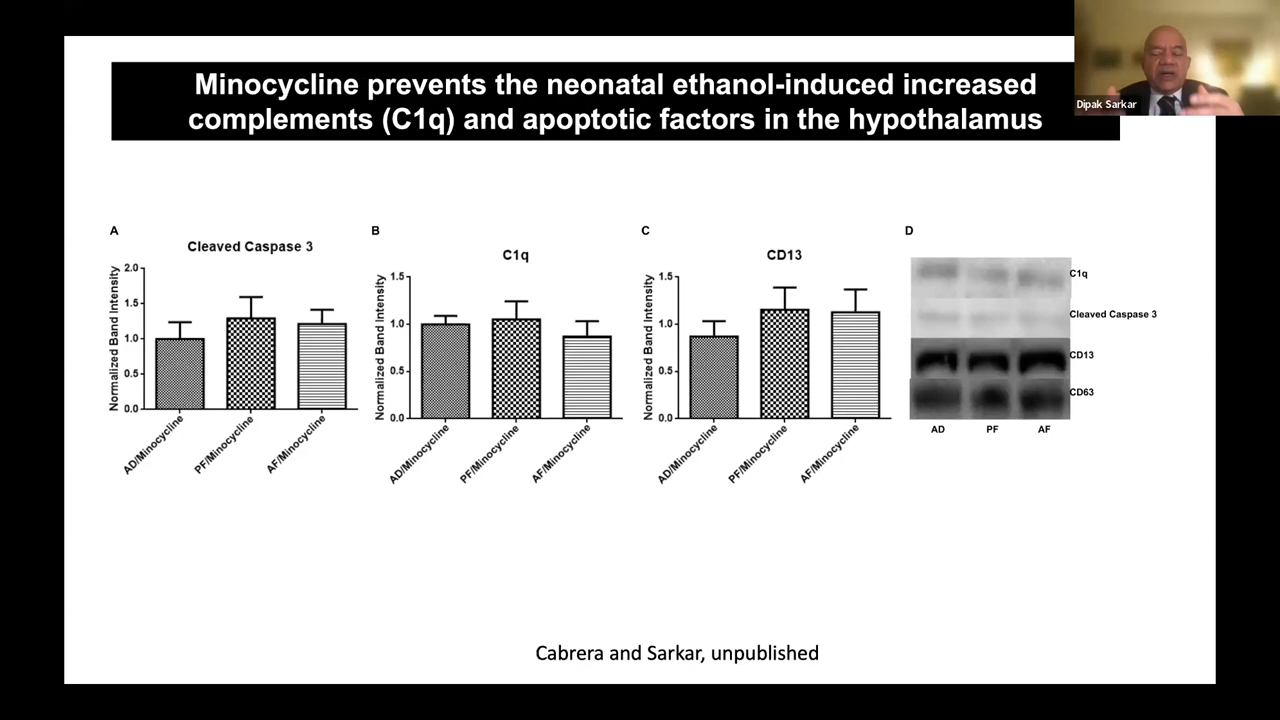 Minocycline prevents the neonatal ethanol-induced increased
complements (C1q) and apoptotic factors in the hypothalamus
Dipak Sarkar
A
Cleaved Caspase 3
Normalized Band Intensity
2.0
1.5
1.0
0.5
0.0
AD/Minocycline
PF/Minocycline
AF/Minocycline
B
C1q
Normalized Band Intensity
1.5
1.0
0.5
0.0
AD/Minocycline
PF/Minocycline
AF/Minocycline
C
CD13
Normalized Band Intensity
1.5
1.0
0.5
0.0
AD/Minocycline
PF/Minocycline
AF/Minocycline
D
C1q
Cleaved Caspase 3
CD13
CD63
AD PF AF
Cabrera and Sarkar, unpublished